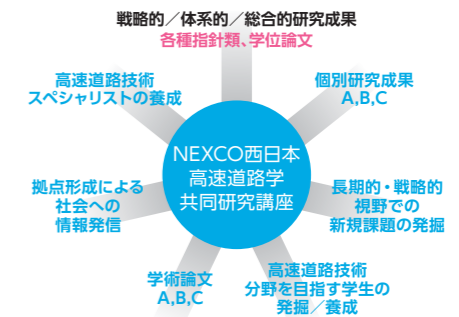 戦略的／体系的／総合的研究成果
各種指針類、学位論文
高速道路技術
スペシャリストの養成
個別研究成果
A,B,C
NEXCO西日本
高速道路学
共同研究講座
拠点形成による
社会への
情報発信
長期的・戦略的
視野での
新規課題の発掘
学術論文
A,B,C
高速道路技術
分野を目指す学生の
発掘／養成